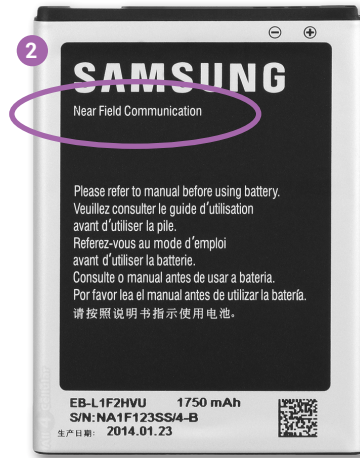 2
SAMSUNG
Near Field Communication
Please refer to manual before using battery.
Veuillez consulter le guide d'utilisation
avant d'utiliser la pile.
Referez-vous au mode d'emploi
avant d'utiliser la batterie.
Consulte o manual antes de usar a bateria.
Por favor lea el manual antes de utilizar la batería.
请按照说明书指示使用电池。
EB-L1F2HVU 1750 mAh
S/N:NA1F123SS/4-B
生产日期: 2014.01.23